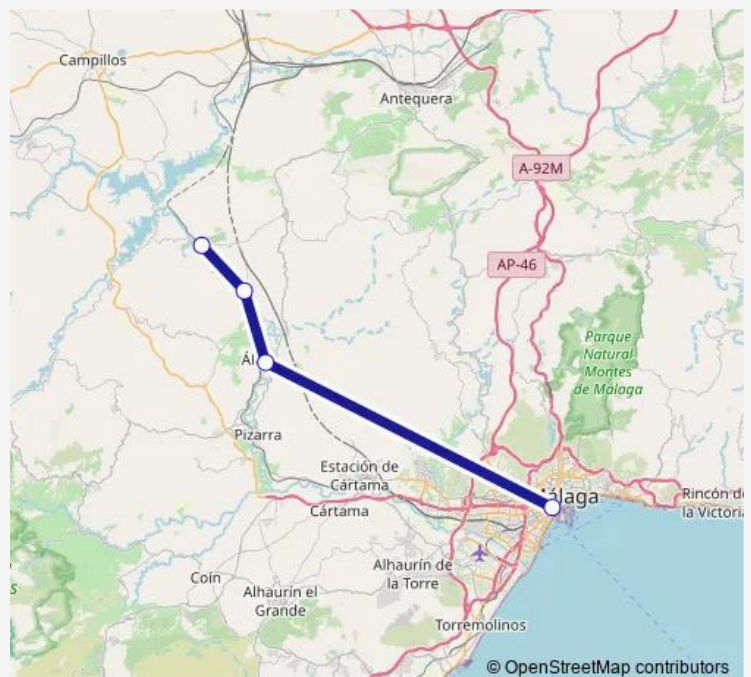 Campillos
Antequera
A-92M
AP-46
Parque
Natural
Montes
de Málaga
Ál
Pizarra
Estación de
Cártama
Cártama
álaga
Rincón de
la Victoria
Alhaurín de
la Torre
Coín
Alhaurín el
Grande
Torremolinos
S
© OpenStreetMap contributors